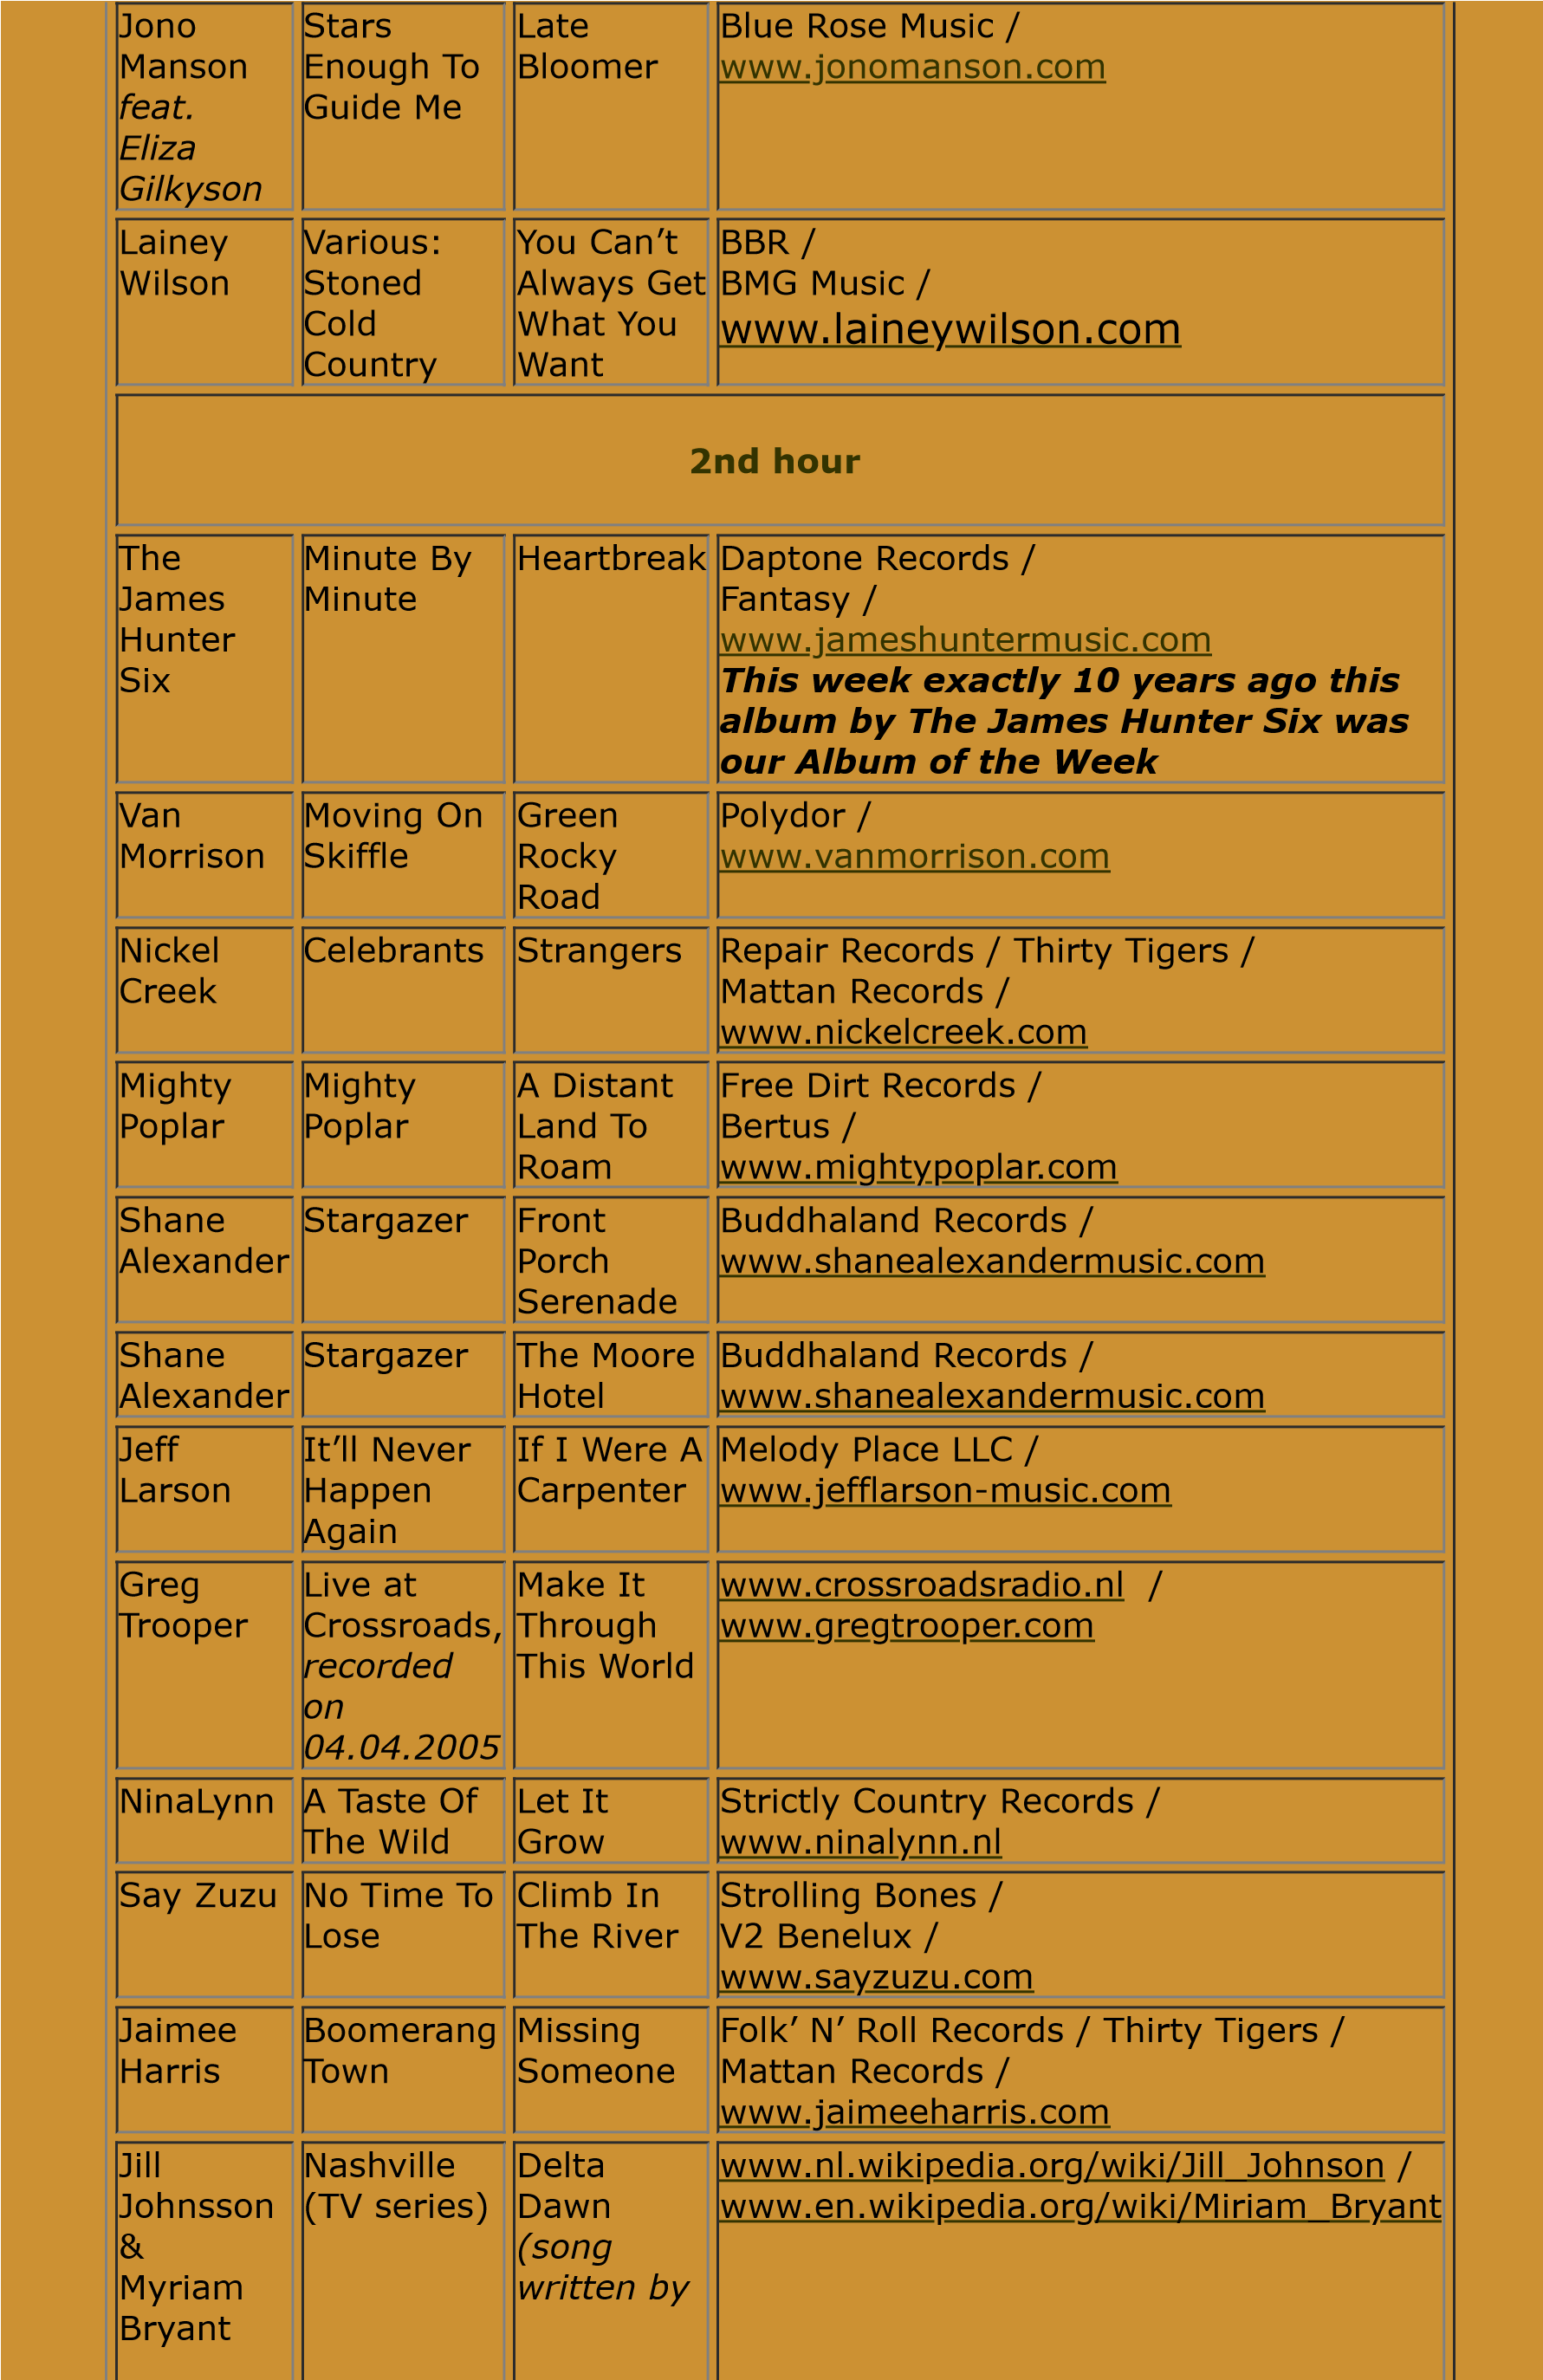 Jono
Manson
feat.
Eliza
Gilkyson
Stars
Enough To
Guide Me
Late
Bloomer
Blue Rose Music /
www.jonomanson.com
Lainey
Wilson
Various:
Stoned
Cold
Country
You Can’t
Always Get
What You
Want
BBR /
BMG Music /
www.laineywilson.com
2nd hour
The
James
Hunter
Six
Minute By
Minute
Heartbreak
Daptone Records /
Fantasy /
www.jameshuntermusic.com
This week exactly 10 years ago this
album by The James Hunter Six was
our Album of the Week
Van
Morrison
Moving On
Skiffle
Green
Rocky
Road
Polydor /
www.vanmorrison.com
Nickel
Creek
Celebrants
Strangers
Repair Records / Thirty Tigers /
Mattan Records /
www.nickelcreek.com
Mighty
Poplar
Mighty
Poplar
A Distant
Land To
Roam
Free Dirt Records /
Bertus /
www.mightypoplar.com
Shane
Alexander
Stargazer
Front
Porch
Serenade
Buddhaland Records /
www.shanealexandermusic.com
Shane
Alexander
Stargazer
The Moore
Hotel
Buddhaland Records /
www.shanealexandermusic.com
Jeff
Larson
It’ll Never
Happen
Again
If I Were A
Carpenter
Melody Place LLC /
www.jefflarson-music.com
Greg
Trooper
Live at
Crossroads,
recorded
on
04.04.2005
Make It
Through
This World
www.crossroadsradio.nl  /
www.gregtrooper.com
NinaLynn
A Taste Of
The Wild
Let It
Grow
Strictly Country Records /
www.ninalynn.nl
Say Zuzu
No Time To
Lose
Climb In
The River
Strolling Bones /
V2 Benelux /
www.sayzuzu.com
Jaimee
Harris
Boomerang
Town
Missing
Someone
Folk’ N’ Roll Records / Thirty Tigers /
Mattan Records /
www.jaimeeharris.com
Jill
Johnsson
&
Myriam
Bryant
Nashville
(TV series)
Delta
Dawn
(song
written by
www.nl.wikipedia.org/wiki/Jill_Johnson /
www.en.wikipedia.org/wiki/Miriam_Bryant